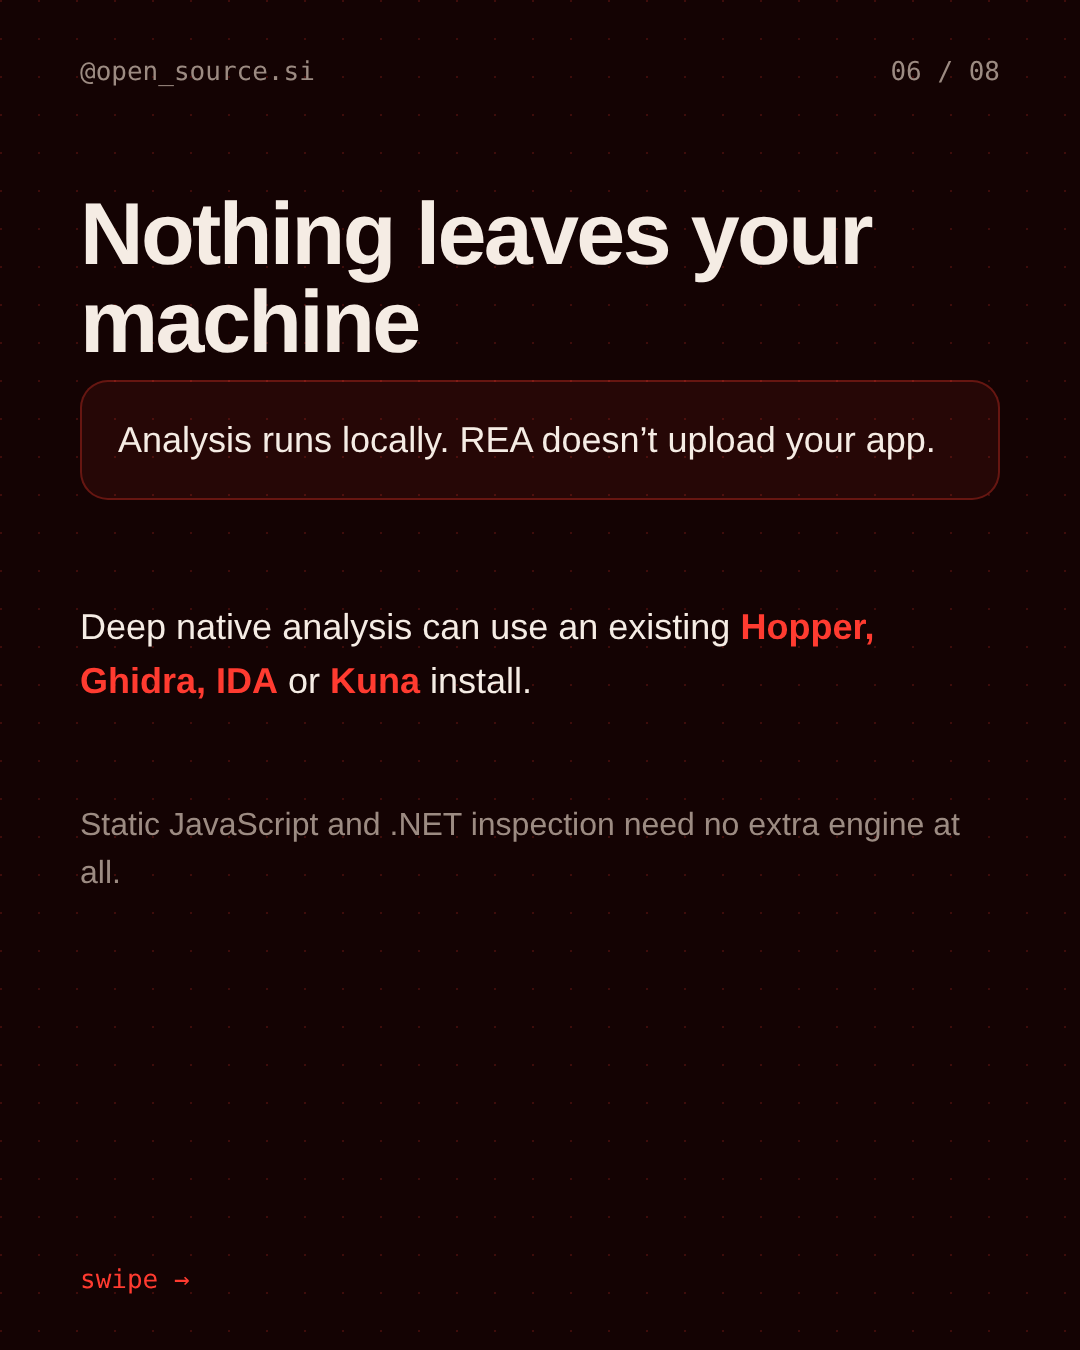 @open_source.si
06 / 08
Nothing leaves your
machine
Analysis runs locally. REA doesn’t upload your app.
Deep native analysis can use an existing Hopper,
Ghidra, IDA or Kuna install.
Static JavaScript and .NET inspection need no extra engine at
all.
swipe →